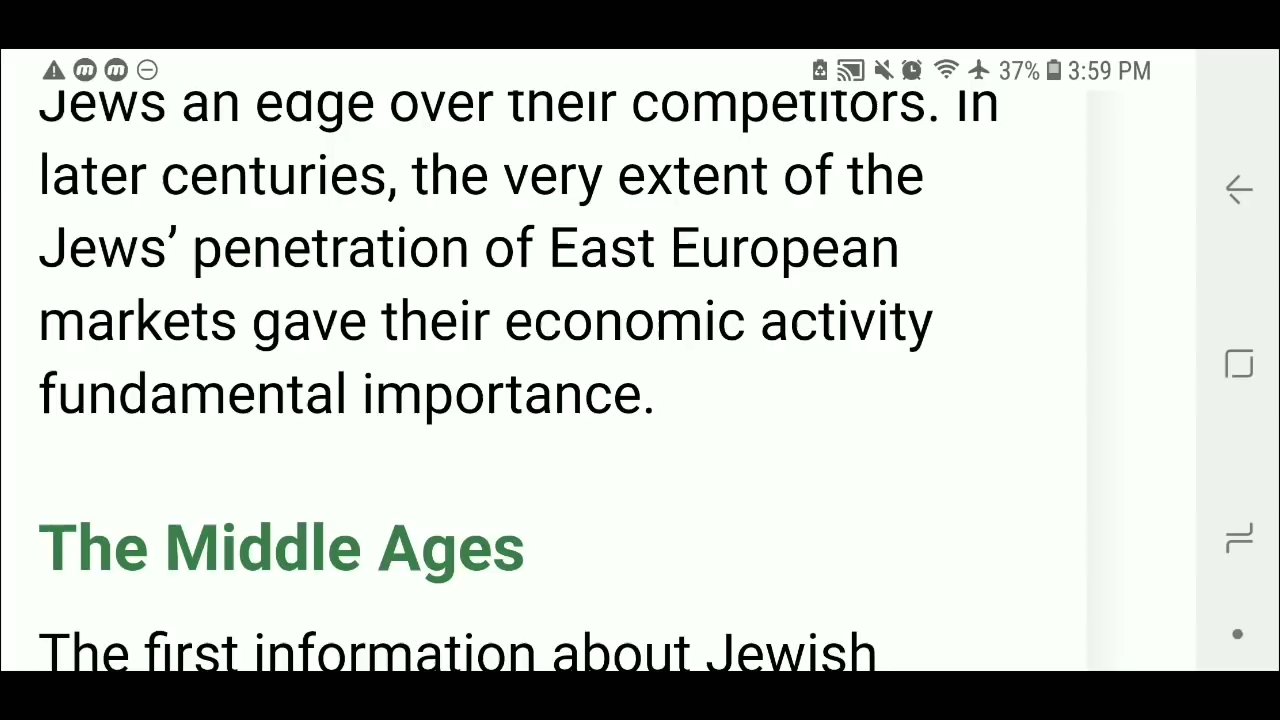 37% 3:59 PM
Jews an edge over their competitors. In
later centuries, the very extent of the
Jews’ penetration of East European
markets gave their economic activity
fundamental importance.
The Middle Ages
The first information about Jewish